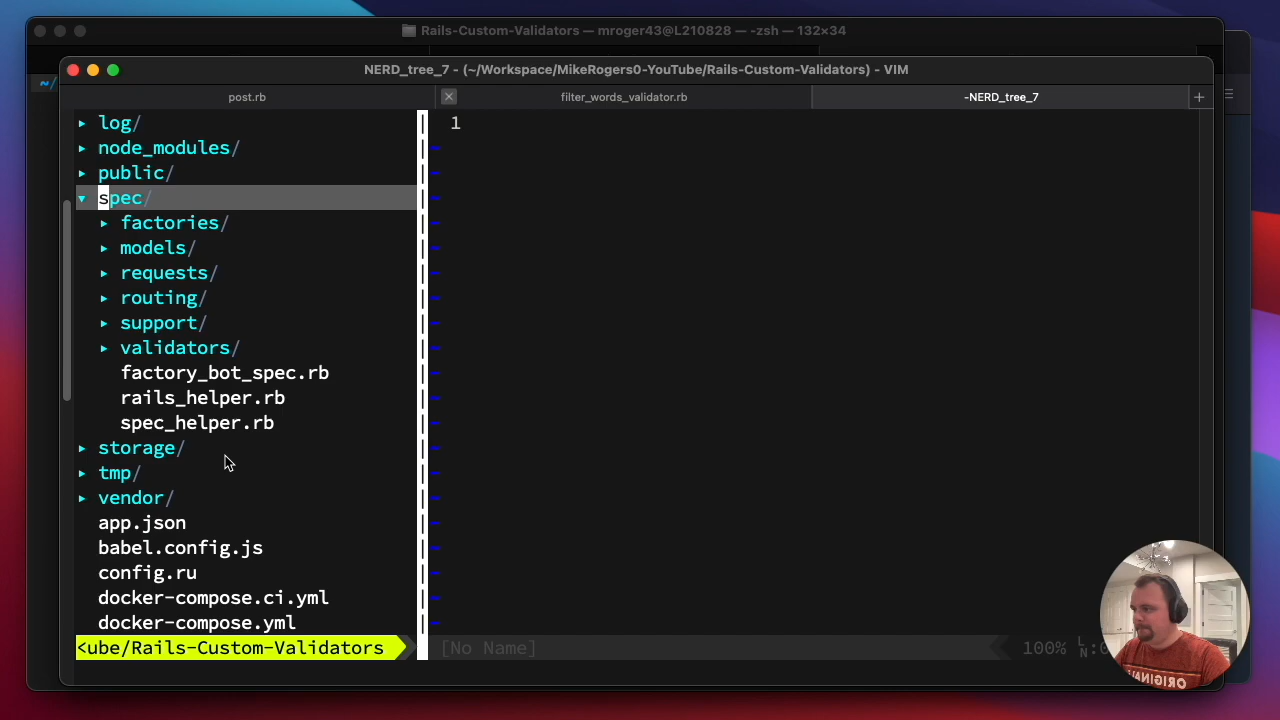 Rails-Custom-Validators — mroger43@L210828 — -zsh — 132×34
~/
NERD_tree_7 - (~/Workspace/MikeRogers0-YouTube/Rails-Custom-Validators) - VIM
post.rb
filter_words_validator.rb
-NERD_tree_7
▸ log/
▸ node_modules/
▸ public/
▾ spec/
▸ factories/
▸ models/
▸ requests/
▸ routing/
▸ support/
▸ validators/
factory_bot_spec.rb
rails_helper.rb
spec_helper.rb
▸ storage/
▸ tmp/
▸ vendor/
app.json
babel.config.js
config.ru
docker-compose.ci.yml
docker-compose.yml
1
<ube/Rails-Custom-Validators
[No Name]
100% LN:0
ORIGINAL